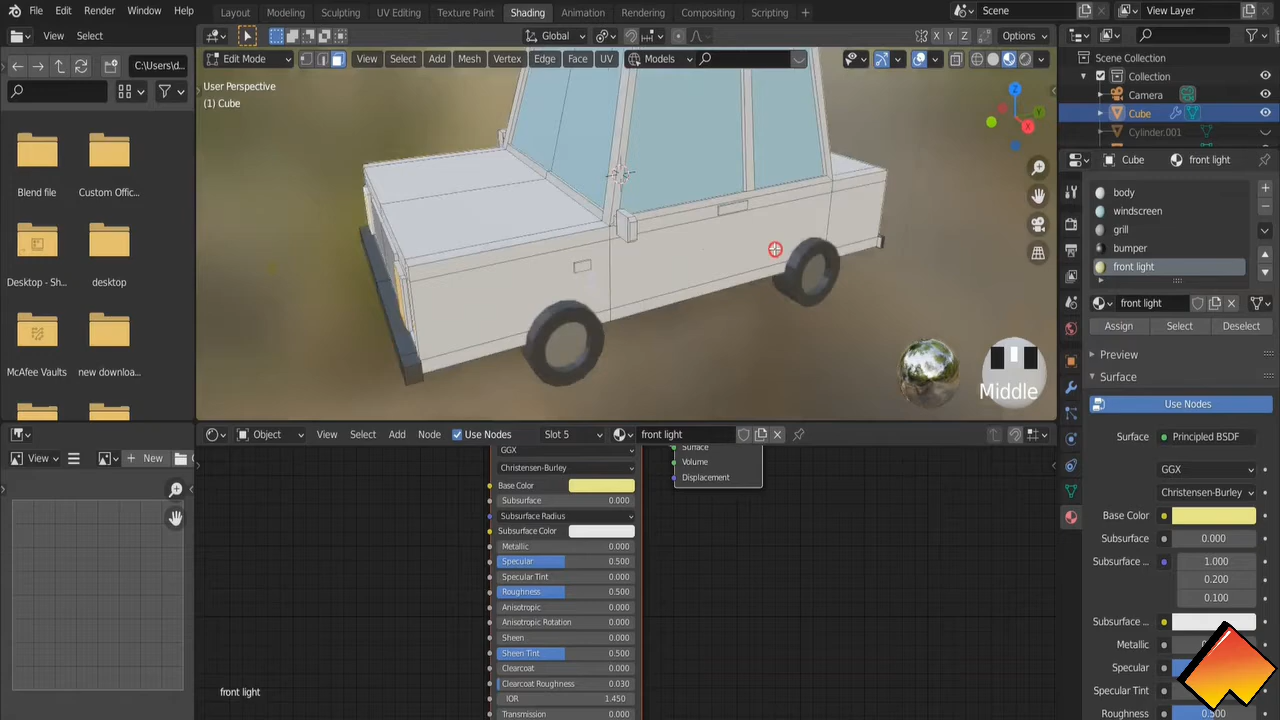 File Edit Render Window Help Layout Modeling Sculpting UV Editing Texture Paint Shading Animation Rendering Compositing Scripting + Scene View Layer
View Select Global X Y Z Options
Edit Mode View Select Add Mesh Vertex Edge Face UV Models
C:\Users\d...
User Perspective
(1) Cube
Scene Collection
Collection
Camera
Cube
Cylinder.001
Cube front light
Blend file
Custom Offic...
Desktop - Sh...
desktop
McAfee Vaults
new downloa...
body
windscreen
grill
bumper
front light
front light
Assign Select Deselect
Preview
Surface
Use Nodes
Surface Principled BSDF
GGX
Christensen-Burley
Base Color
Subsurface 0.000
Subsurface ... 1.000
0.200
0.100
Subsurface ...
Metallic
Specular
Specular Tint
Roughness 0.500
Z
Y
X
Middle
View New
Object View Select Add Node Use Nodes Slot 5 front light
GGX
Christensen-Burley
Base Color
Subsurface 0.000
Subsurface Radius
Subsurface Color
Metallic 0.000
Specular 0.500
Specular Tint 0.000
Roughness 0.500
Anisotropic 0.000
Anisotropic Rotation 0.000
Sheen 0.000
Sheen Tint 0.500
Clearcoat 0.000
Clearcoat Roughness 0.030
IOR 1.450
Transmission 0.000
Surface
Volume
Displacement
front light